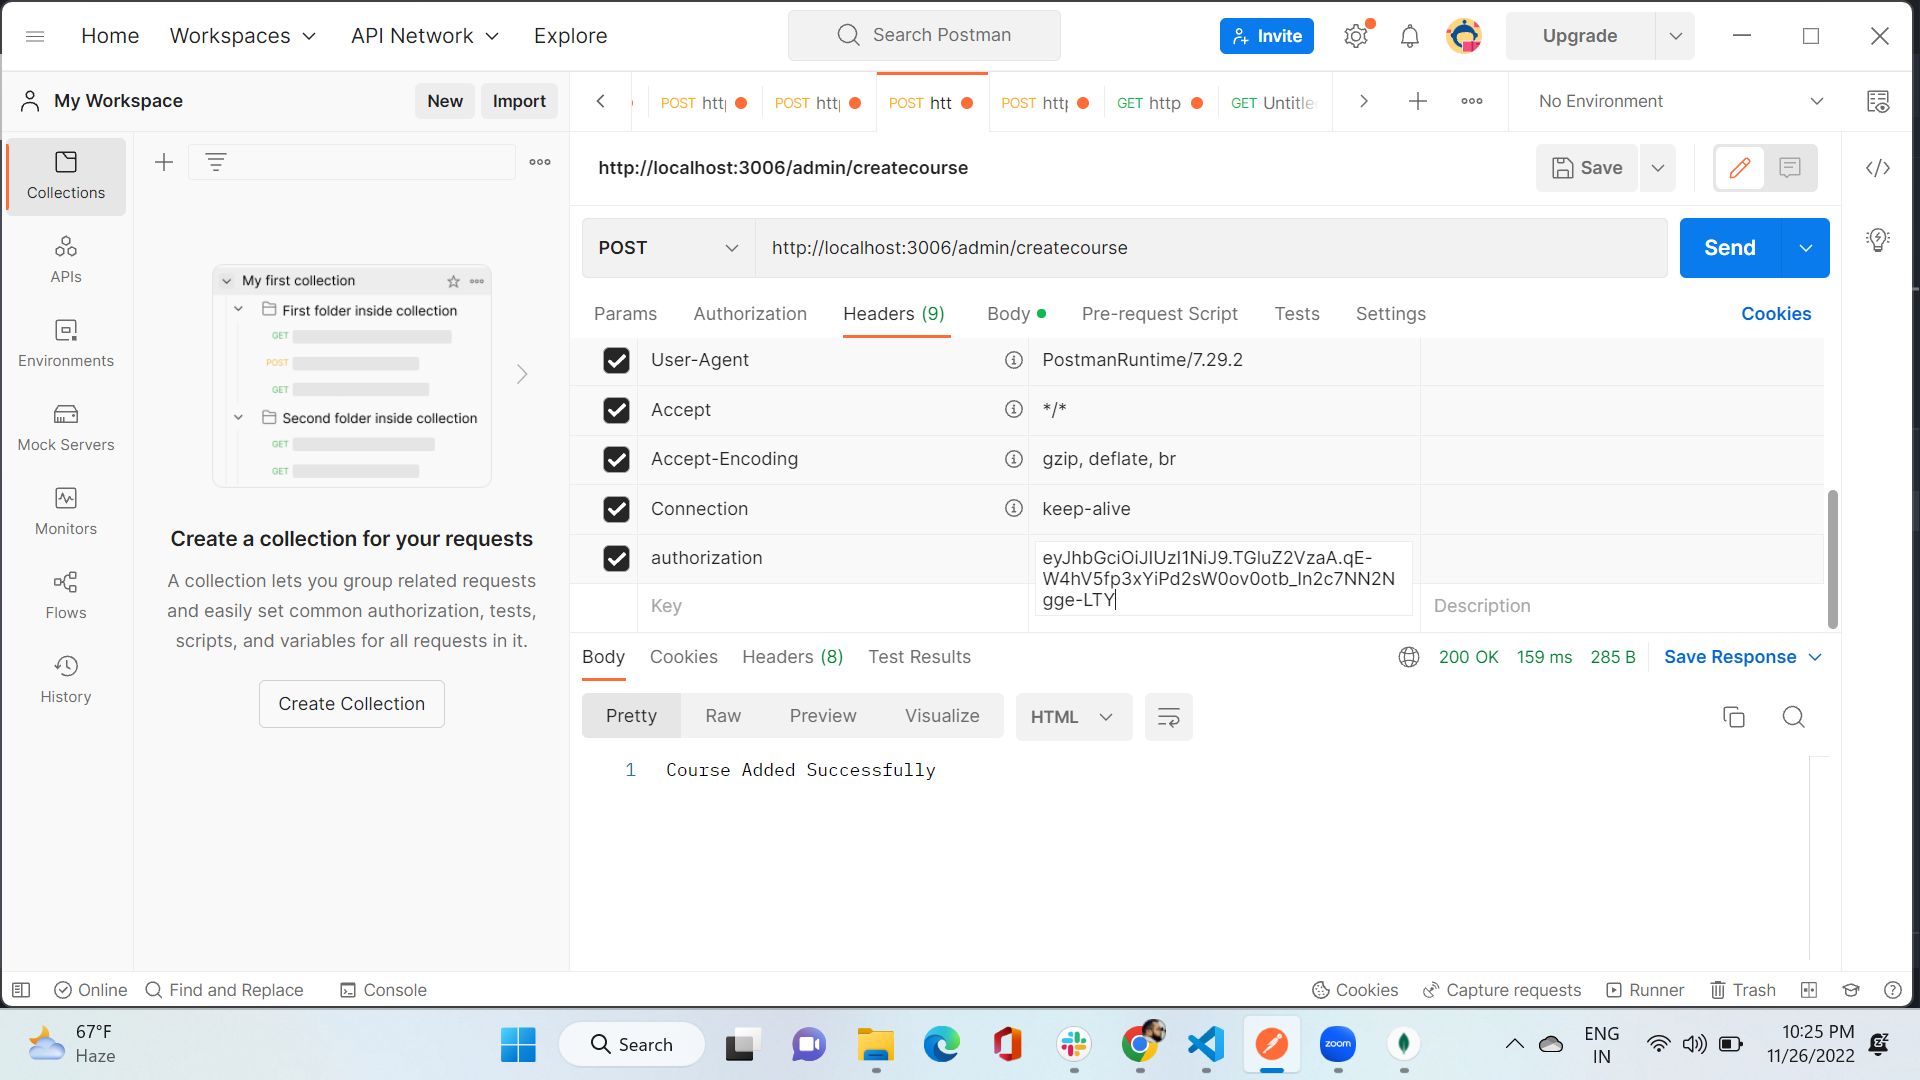 Home
Workspaces
API Network
Explore
Search Postman
Invite
Upgrade
My Workspace
New
Import
POST
POST
POST htt
POST
GET http
GET
No Environment
Collections
APIs
Environments
Mock Servers
Monitors
Flows
History
My first collection
First folder inside collection
GET
POST
GET
Second folder inside collection
GET
GET
Create a collection for your requests
A collection lets you group related requests
and easily set common authorization, tests,
scripts, and variables for all requests in it.
Create Collection
http://localhost:3006/admin/createcourse
Save
POST
http://localhost:3006/admin/createcourse
Send
Params
Authorization
Headers (9)
Body
Pre-request Script
Tests
Settings
Cookies
User-Agent
PostmanRuntime/7.29.2
Accept
*/*
Accept-Encoding
gzip, deflate, br
Connection
keep-alive
authorization
eyJhbGciOiJIUzI1NiJ9.TGluZ2VzaA.qE-
W4hV5fp3xYiPd2sW0ov0otb_In2c7NN2N
gge-LTY
Key
Description
Body
Cookies
Headers (8)
Test Results
200 OK
159 ms
285 B
Save Response
Pretty
Raw
Preview
Visualize
HTML
1
Course Added Successfully
Online
Find and Replace
Console
Cookies
Capture requests
Runner
Trash
67°F
Haze
Search
zoom
ENG
IN
10:25 PM
11/26/2022